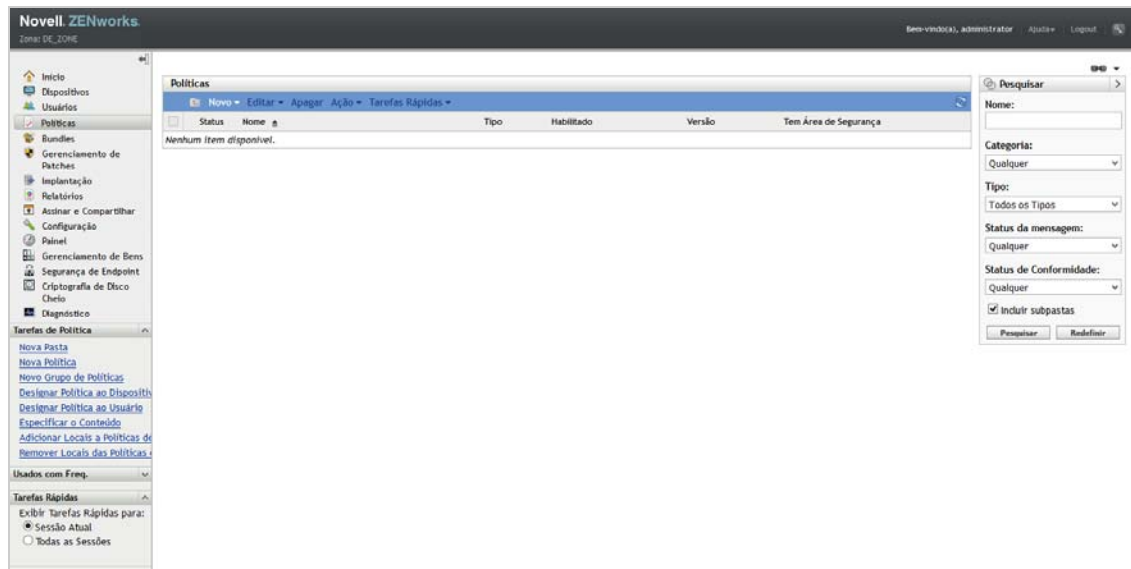 Novell. ZENworks.
Zona: DE_ZONE
Bem-vindo(a), administrator
Ajuda
Logout
Início
Dispositivos
Usuários
Políticas
Bundles
Gerenciamento de
Patches
Implantação
Relatórios
Assinar e Compartilhar
Configuração
Painel
Gerenciamento de Bens
Segurança de Endpoint
Criptografia de Disco
Cheio
Diagnóstico
Tarefas de Política
Nova Pasta
Nova Política
Novo Grupo de Políticas
Designar Política ao Dispositiv
Designar Política ao Usuário
Especificar o Conteúdo
Adicionar Locais a Políticas de
Remover Locais das Políticas
Usados com Freq.
Tarefas Rápidas
Exibir Tarefas Rápidas para:
Sessão Atual
Todas as Sessões
Políticas
Novo Editar Apagar Ação Tarefas Rápidas
Status Nome Tipo Habilitado Versão Tem Área de Segurança
Nenhum item disponível.
Pesquisar
Nome:
Categoria:
Qualquer
Tipo:
Todos os Tipos
Status da mensagem:
Qualquer
Status de Conformidade:
Qualquer
Incluir subpastas
Pesquisar Redefinir